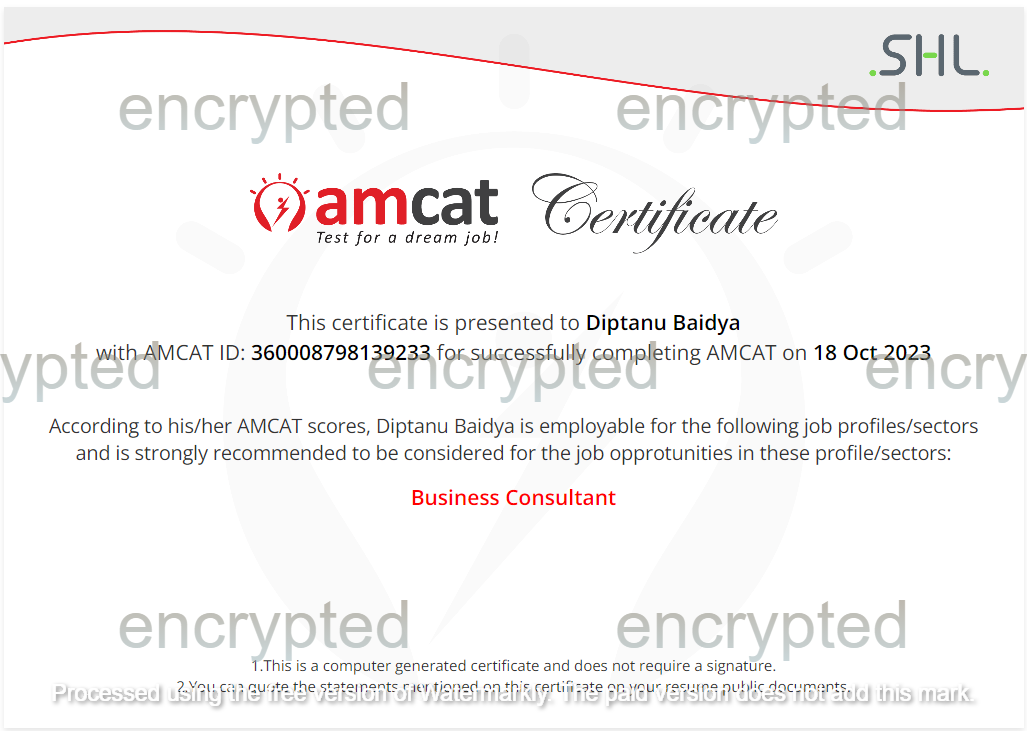 .SHL.
encrypted encrypted
amcat Certificate
Test for a dream job!
This certificate is presented to Diptanu Baidya
with AMCAT ID: 360008798139233 for successfully completing AMCAT on 18 Oct 2023
ypted encrypted encry
According to his/her AMCAT scores, Diptanu Baidya is employable for the following job profiles/sectors
and is strongly recommended to be considered for the job opprotunities in these profile/sectors:
Business Consultant
encrypted encrypted
1.This is a computer generated certificate and does not require a signature.
2.You can quote the statements mentioned on this certificate on your resume public documents.
Processed using the free version of Watermarkly. The paid version does not add this mark.